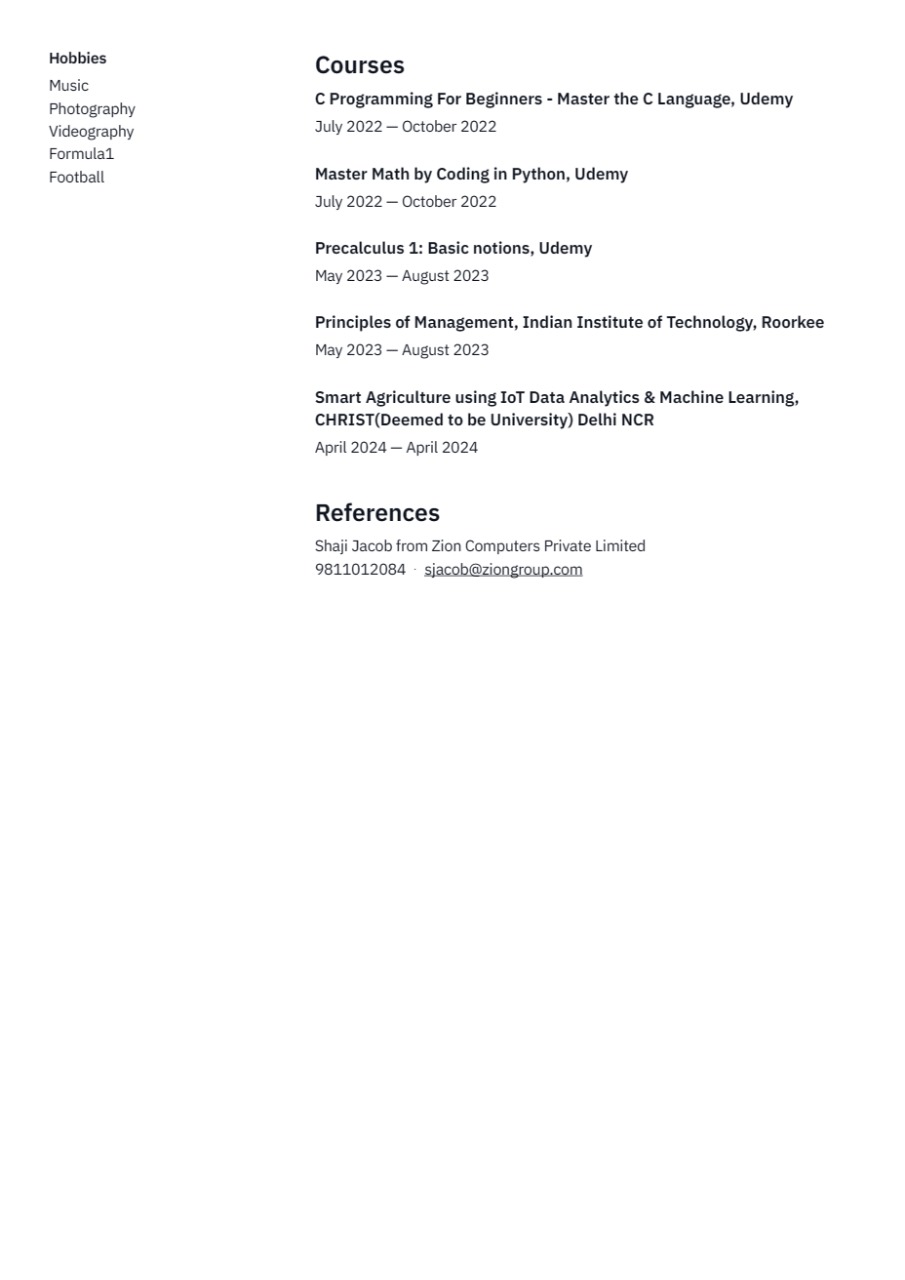 Hobbies
Music
Photography
Videography
Formula1
Football
Courses
C Programming For Beginners - Master the C Language, Udemy
July 2022 — October 2022
Master Math by Coding in Python, Udemy
July 2022 — October 2022
Precalculus 1: Basic notions, Udemy
May 2023 — August 2023
Principles of Management, Indian Institute of Technology, Roorkee
May 2023 — August 2023
Smart Agriculture using IoT Data Analytics & Machine Learning,
CHRIST(Deemed to be University) Delhi NCR
April 2024 — April 2024
References
Shaji Jacob from Zion Computers Private Limited
9811012084 · sjacob@ziongroup.com